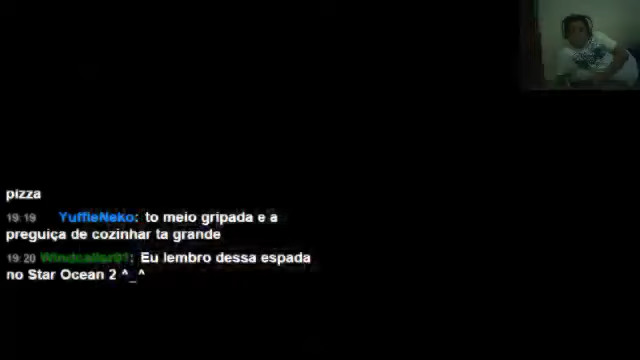 pizza
19:19 YuffieNeko: to meio gripada e a
preguiça de cozinhar ta grande
19:20 Windcaller91: Eu lembro dessa espada
no Star Ocean 2 ^_^